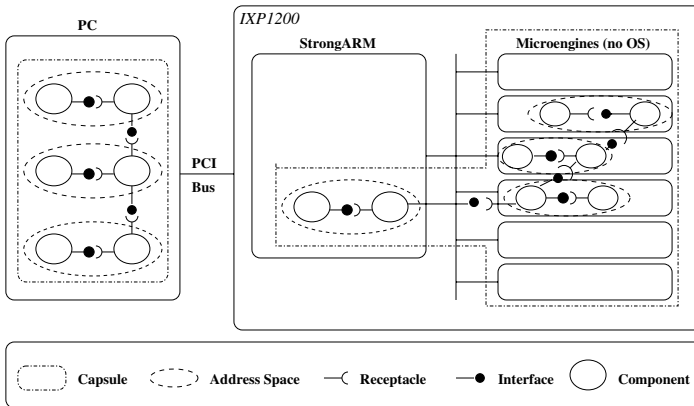 PC
IXP1200
StrongARM
Microengines (no OS)
PCI
Bus
Capsule
Address Space
Receptacle
Interface
Component